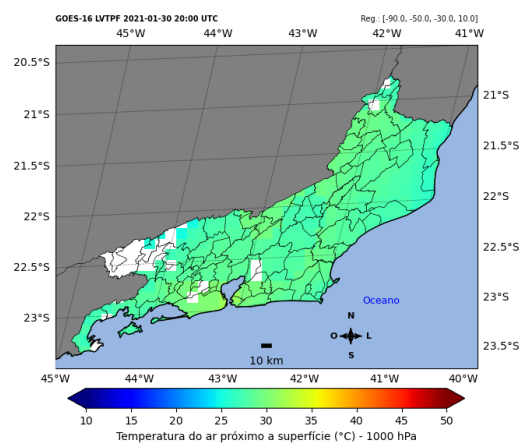 GOES-16 LVTPF 2021-01-30 20:00 UTC
Reg.: [-90.0, -50.0, -30.0, 10.0]
45°W 44°W 43°W 42°W 41°W
20.5°S
21°S 21°S
21.5°S 21.5°S
22°S 22°S
22.5°S 22.5°S
23°S 23°S
Oceano
N
O L
S
23.5°S
10 km
45°W 44°W 43°W 42°W 41°W 40°W
10 15 20 25 30 35 40 45 50
Temperatura do ar próximo a superfície (°C) - 1000 hPa